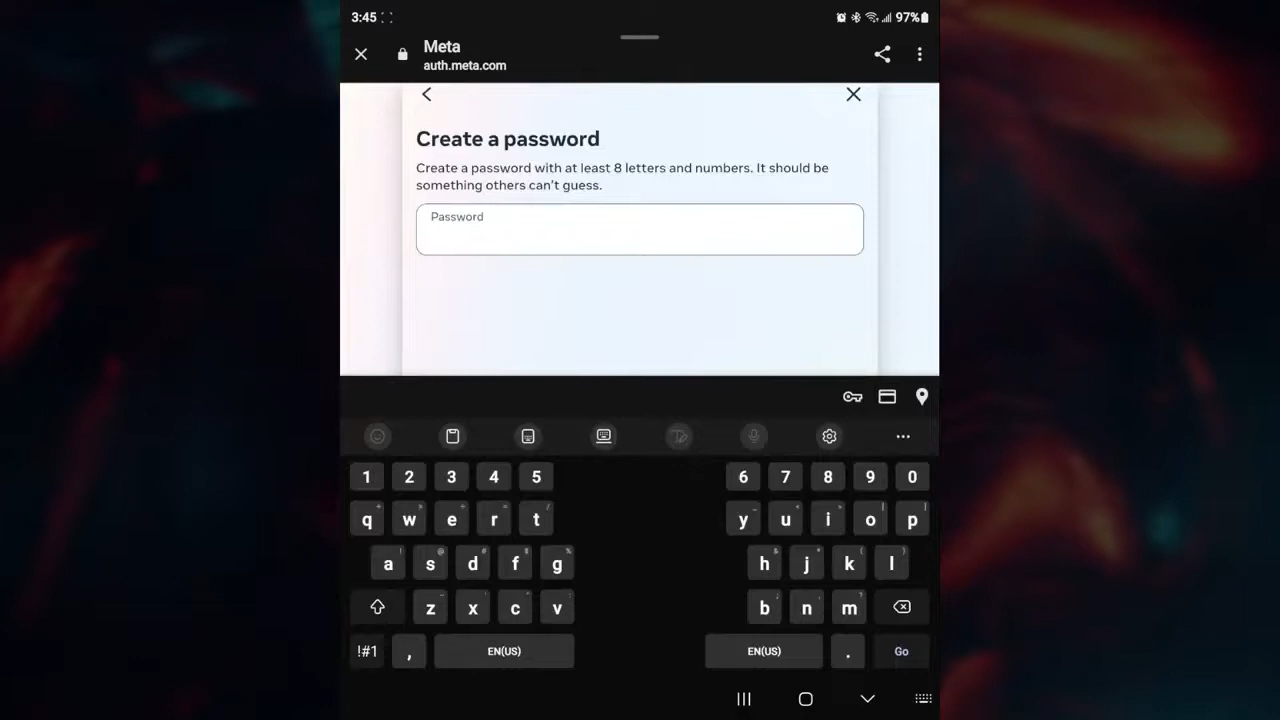 3:45 97%
Meta
auth.meta.com
Create a password
Create a password with at least 8 letters and numbers. It should be
something others can't guess.
Password
1 2 3 4 5 6 7 8 9 0
q w e r t y u i o p
a s d f g h j k l
z x c v b n m
!#1 , EN(US) EN(US) . Go